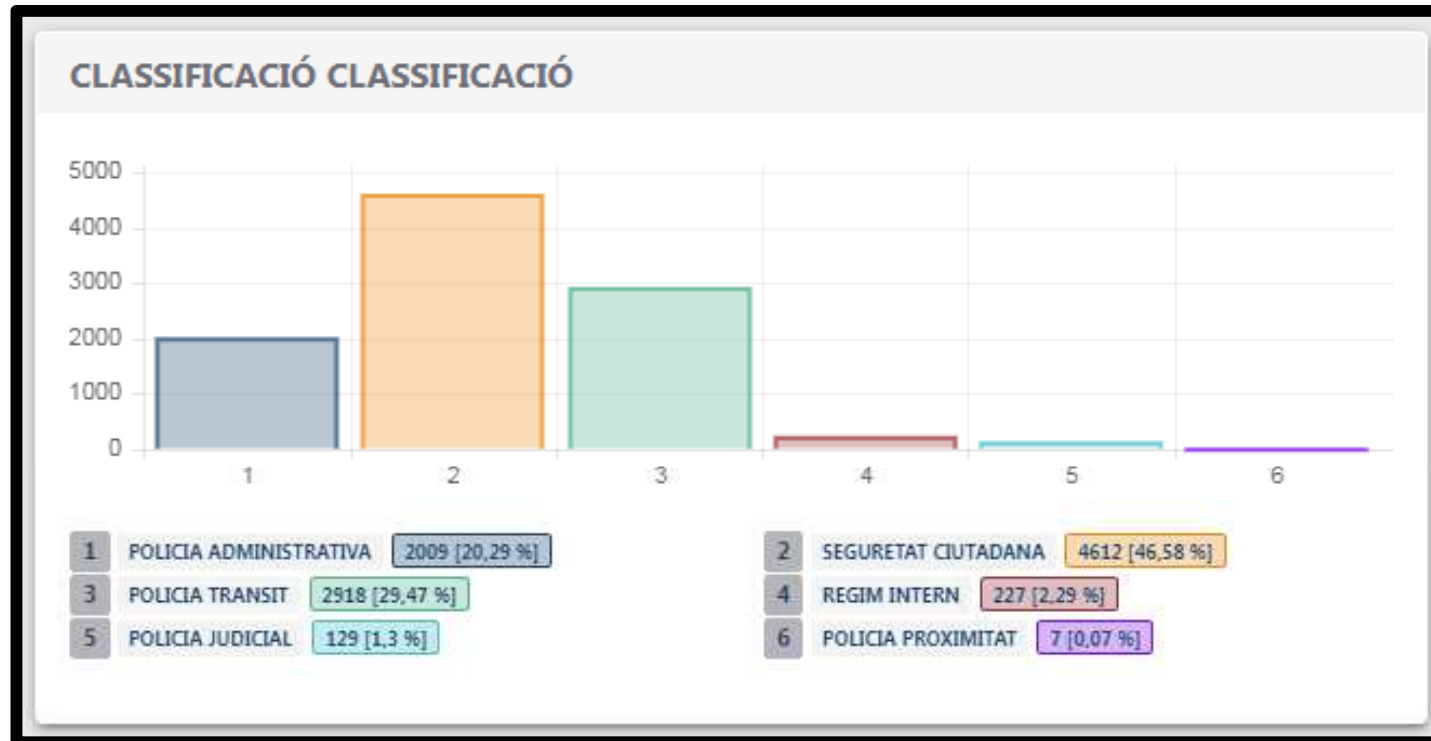 CLASSIFICACIÓ CLASSIFICACIÓ
5000
4000
3000
2000
1000
0
1 2 3 4 5 6
1 POLICIA ADMINISTRATIVA 2009 [20,29 %] 2 SEGURETAT CIUTADANA 4612 [46,58 %]
3 POLICIA TRANSIT 2918 [29,47 %] 4 REGIM INTERN 227 [2,29 %]
5 POLICIA JUDICIAL 129 [1,3 %] 6 POLICIA PROXIMITAT 7 [0,07 %]